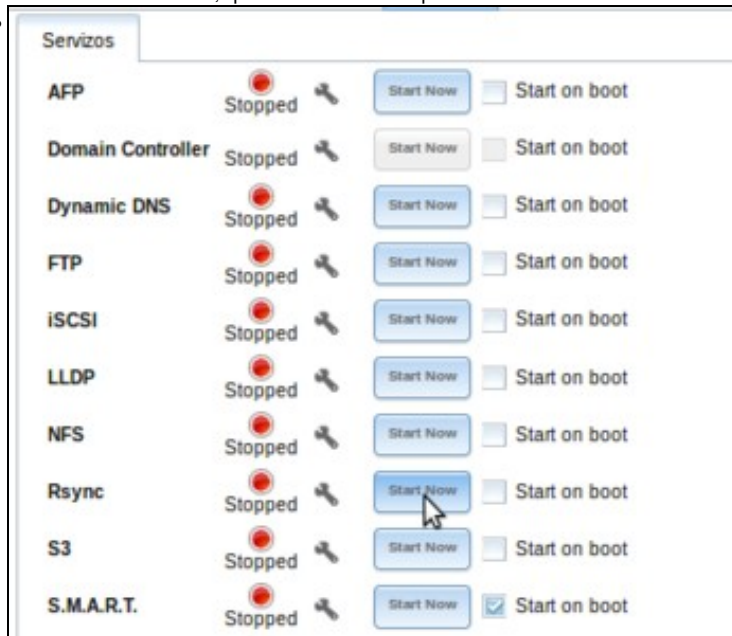 Servizos
AFP Stopped Start Now Start on boot
Domain Controller Stopped Start Now Start on boot
Dynamic DNS Stopped Start Now Start on boot
FTP Stopped Start Now Start on boot
iSCSI Stopped Start Now Start on boot
LLDP Stopped Start Now Start on boot
NFS Stopped Start Now Start on boot
Rsync Stopped Start Now Start on boot
S3 Stopped Start Now Start on boot
S.M.A.R.T. Stopped Start Now Start on boot